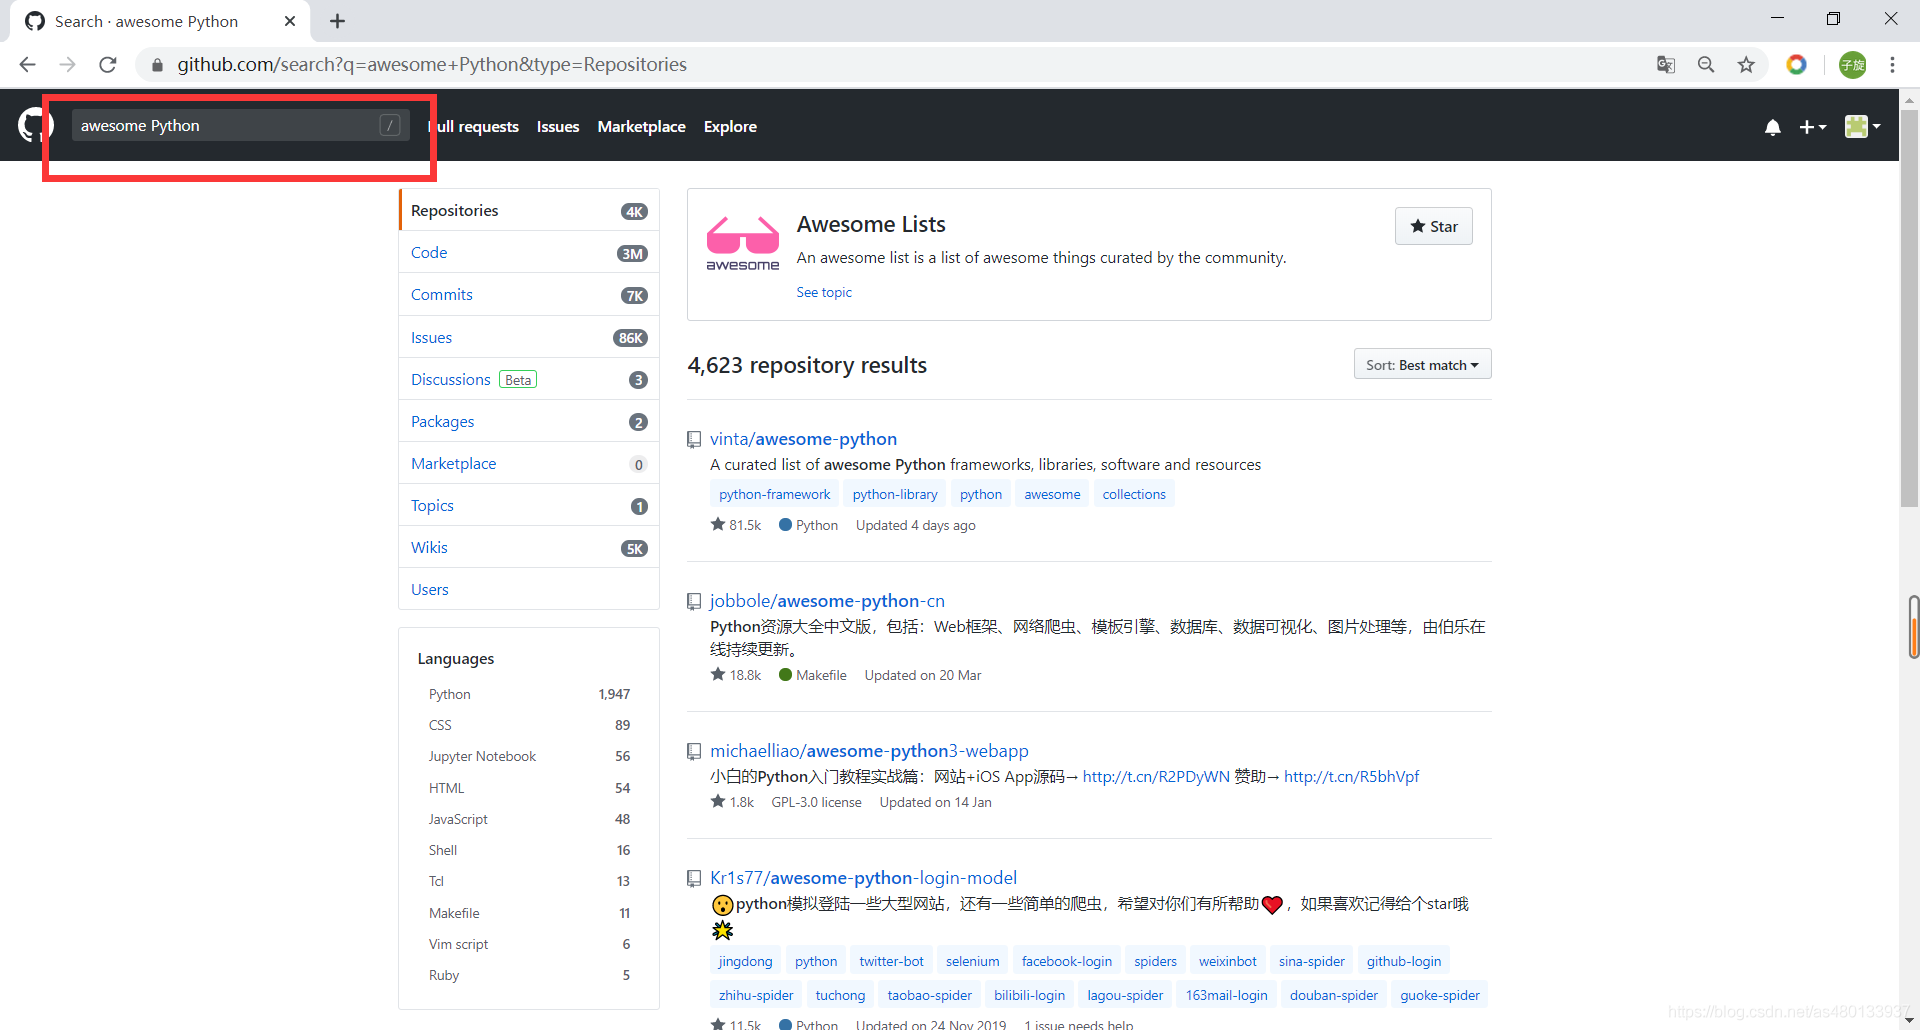 Search · awesome Python
github.com/search?q=awesome+Python&type=Repositories
子旋
awesome Python /
ull requests Issues Marketplace Explore
Repositories 4K
Code 3M
Commits 7K
Issues 86K
Discussions Beta 3
Packages 2
Marketplace 0
Topics 1
Wikis 5K
Users
Languages
Python 1,947
CSS 89
Jupyter Notebook 56
HTML 54
JavaScript 48
Shell 16
Tcl 13
Makefile 11
Vim script 6
Ruby 5
awesome
Awesome Lists
Star
An awesome list is a list of awesome things curated by the community.
See topic
4,623 repository results
Sort: Best match
vinta/awesome-python
A curated list of awesome Python frameworks, libraries, software and resources
python-framework python-library python awesome collections
81.5k Python Updated 4 days ago
jobbole/awesome-python-cn
Python资源大全中文版，包括：Web框架、网络爬虫、模板引擎、数据库、数据可视化、图片处理等，由伯乐在
线持续更新。
18.8k Makefile Updated on 20 Mar
michaelliao/awesome-python3-webapp
小白的Python入门教程实战篇：网站+iOS App源码→ http://t.cn/R2PDyWN 赞助→ http://t.cn/R5bhVpf
1.8k GPL-3.0 license Updated on 14 Jan
Kr1s77/awesome-python-login-model
😮python模拟登陆一些大型网站，还有一些简单的爬虫，希望对你们有所帮助❤️，如果喜欢记得给个star哦
🌟
jingdong python twitter-bot selenium facebook-login spiders weixinbot sina-spider github-login
zhihu-spider tuchong taobao-spider bilibili-login lagou-spider 163mail-login douban-spider guoke-spider
11.5k Python Updated on 24 Nov 2019 1 issue needs help
https://blog.csdn.net/as480133937